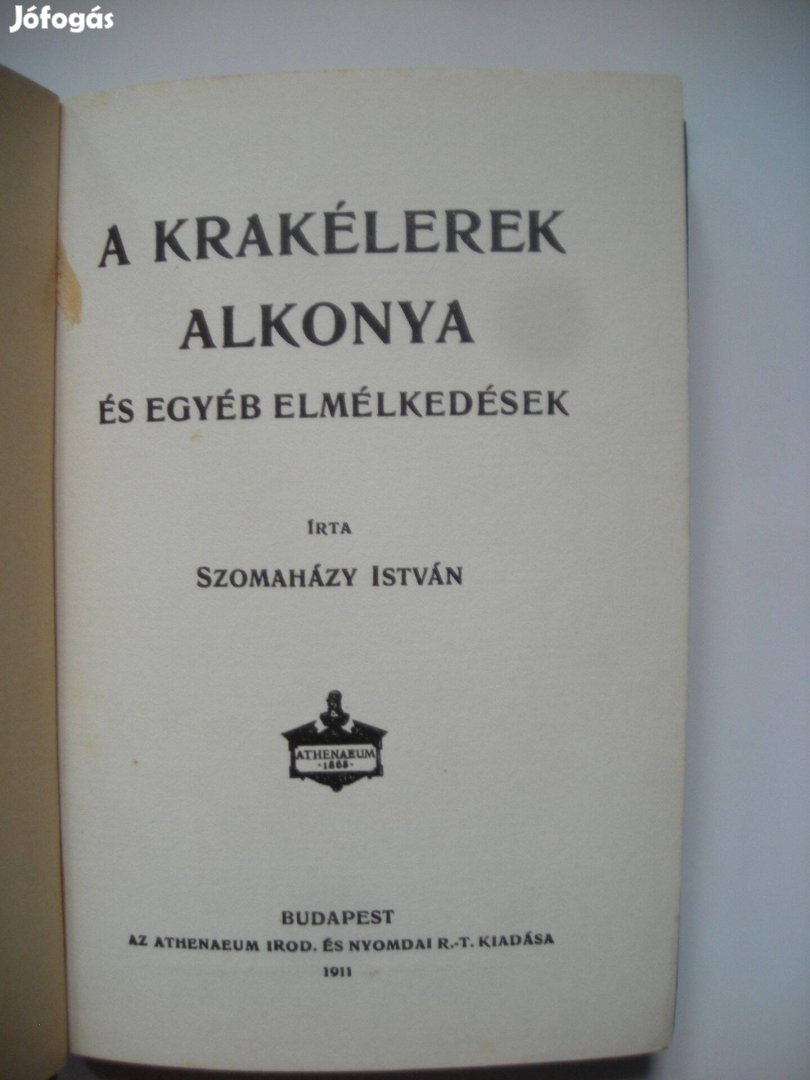 Jófogás
A KRAKÉLEREK
ALKONYA
ÉS EGYÉB ELMÉLKEDÉSEK
ÍRTA
SZOMAHÁZY ISTVÁN
ATHENAEUM
·1868·
BUDAPEST
AZ ATHENAEUM IROD. ÉS NYOMDAI R.-T. KIADÁSA
1911